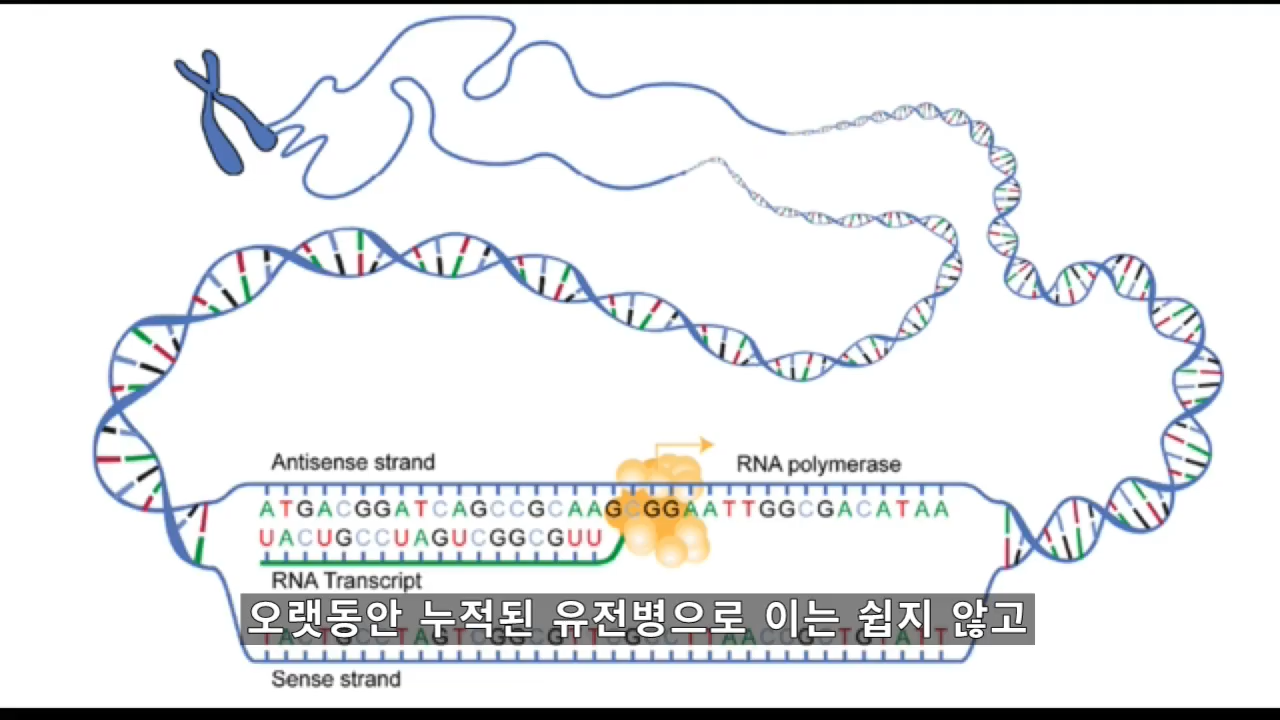 Antisense strand
RNA polymerase
ATGACGGATCAGCCGCAAGCGGAATTGGCGACATAA
UACUGCCUAGUCGGCGUU
RNA Transcript
오랫동안 누적된 유전병으로 이는 쉽지 않고
Sense strand